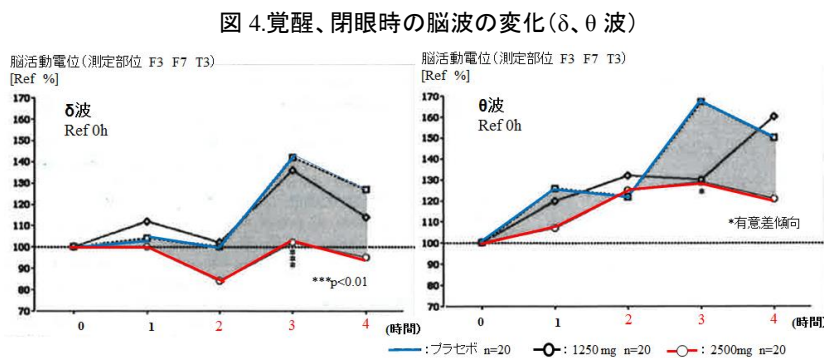 図 4.覚醒、閉眼時の脳波の変化(δ、θ 波)
脳活動電位(測定部位 F3 F7 T3)
[Ref %]
170
160
150
140
130
120
110
100
90
80
70
δ波
Ref 0h
***p<0.01
***
0 1 2 3 4 (時間)
脳活動電位(測定部位 F3 F7 T3)
[Ref %]
170
160
150
140
130
120
110
100
90
80
70
θ波
Ref 0h
*
*有意差傾向
0 1 2 3 4 (時間)
:プラセボ n=20 :1250mg n=20 :2500mg n=20